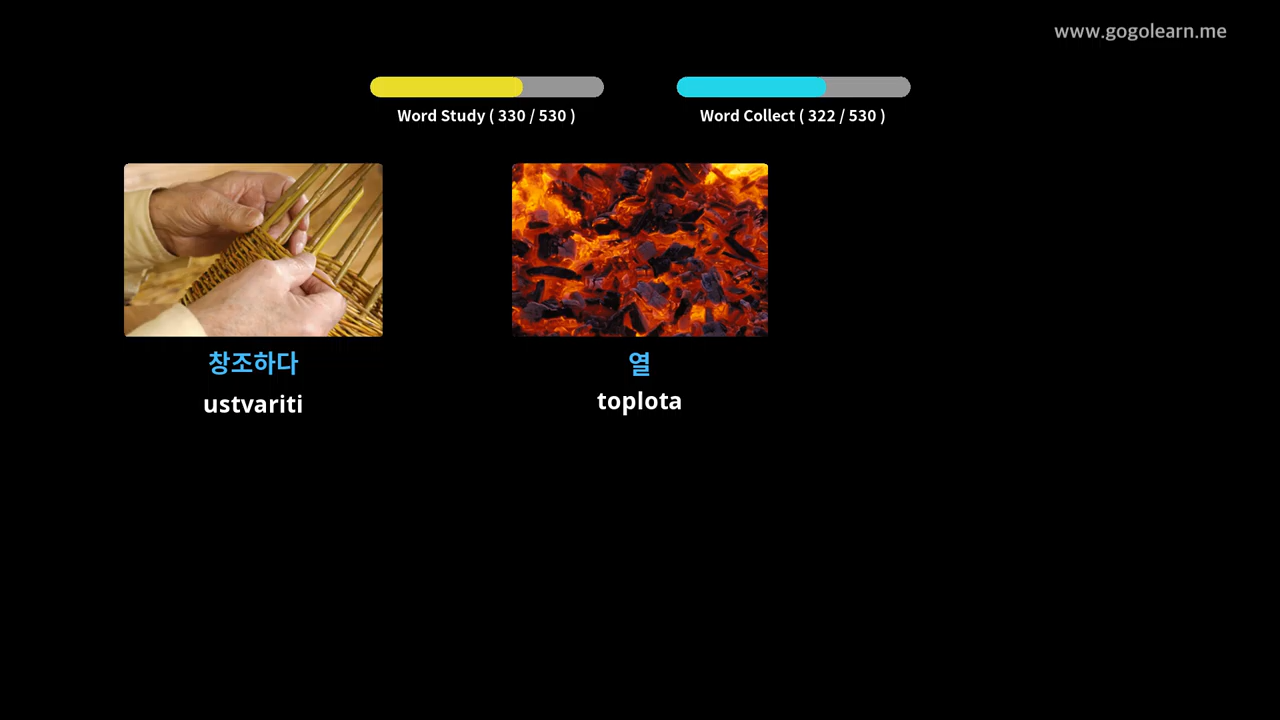 www.gogolearn.me
Word Study ( 330 / 530 )
Word Collect ( 322 / 530 )
창조하다
ustvariti
열
toplota